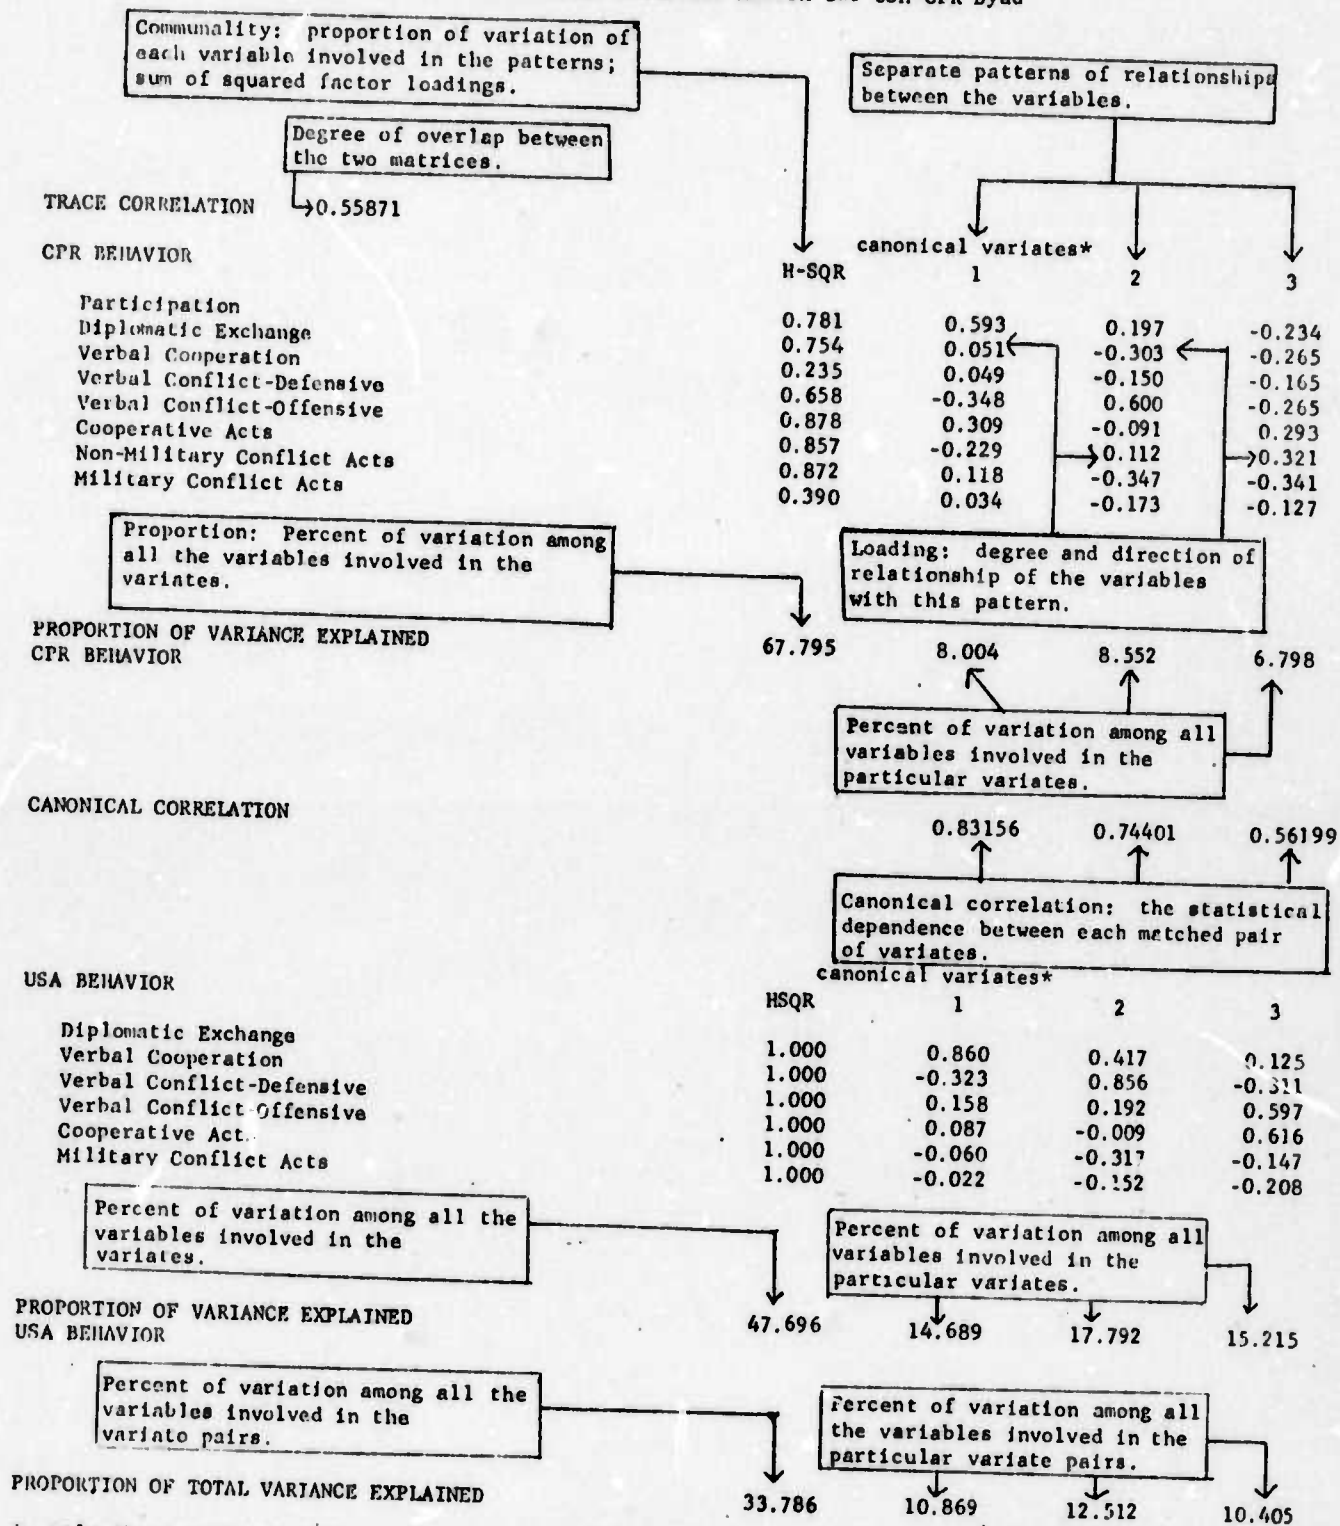 CPR Dyad
Communality: proportion of variation of
each variable involved in the patterns;
sum of squared factor loadings.
Separate patterns of relationships
between the variables.
Degree of overlap between
the two matrices.
TRACE CORRELATION 0.55871
CPR BEHAVIOR
canonical variates*
H-SQR 1 2 3
Participation 0.781 0.593 0.197 -0.234
Diplomatic Exchange 0.754 0.051 -0.303 -0.265
Verbal Cooperation 0.235 0.049 -0.150 -0.165
Verbal Conflict-Defensive 0.658 -0.348 0.600 -0.265
Verbal Conflict-Offensive 0.878 0.309 -0.091 0.293
Cooperative Acts 0.857 -0.229 0.112 0.321
Non-Military Conflict Acts 0.872 0.118 -0.347 -0.341
Military Conflict Acts 0.390 0.034 -0.173 -0.127
Proportion: Percent of variation among
all the variables involved in the
variates.
Loading: degree and direction of
relationship of the variables
with this pattern.
PROPORTION OF VARIANCE EXPLAINED
CPR BEHAVIOR 67.795 8.004 8.552 6.798
Percent of variation among all
variables involved in the
particular variates.
CANONICAL CORRELATION 0.83156 0.74401 0.56199
Canonical correlation: the statistical
dependence between each matched pair
of variates.
USA BEHAVIOR
canonical variates*
HSQR 1 2 3
Diplomatic Exchange 1.000 0.860 0.417 0.125
Verbal Cooperation 1.000 -0.323 0.856 -0.311
Verbal Conflict-Defensive 1.000 0.158 0.192 0.597
Verbal Conflict-Offensive 1.000 0.087 -0.009 0.616
Cooperative Act 1.000 -0.060 -0.317 -0.147
Military Conflict Acts 1.000 -0.022 -0.152 -0.208
Percent of variation among all the
variables involved in the
variates.
Percent of variation among all
variables involved in the
particular variates.
PROPORTION OF VARIANCE EXPLAINED
USA BEHAVIOR 47.696 14.689 17.792 15.215
Percent of variation among all the
variables involved in the
variate pairs.
Percent of variation among all
the variables involved in the
particular variate pairs.
PROPORTION OF TOTAL VARIANCE EXPLAINED 33.786 10.869 12.512 10.405